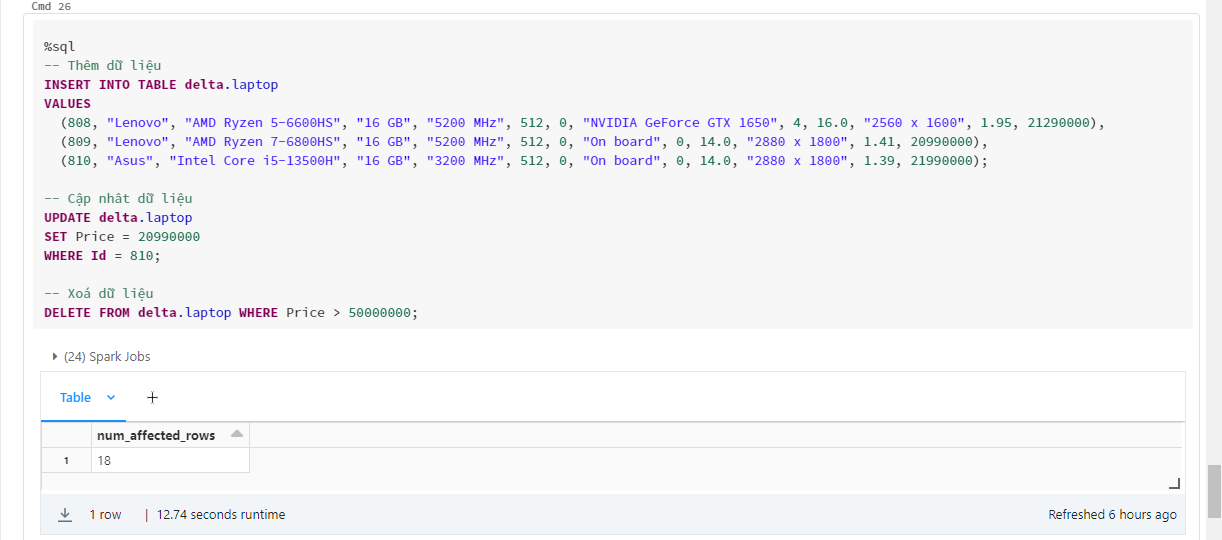 Cmd 26
%sql
-- Thêm dữ liệu
INSERT INTO TABLE delta.laptop
VALUES
(808, "Lenovo", "AMD Ryzen 5-6600HS", "16 GB", "5200 MHz", 512, 0, "NVIDIA GeForce GTX 1650", 4, 16.0, "2560 x 1600", 1.95, 21290000),
(809, "Lenovo", "AMD Ryzen 7-6800HS", "16 GB", "5200 MHz", 512, 0, "On board", 0, 14.0, "2880 x 1800", 1.41, 20990000),
(810, "Asus", "Intel Core i5-13500H", "16 GB", "3200 MHz", 512, 0, "On board", 0, 14.0, "2880 x 1800", 1.39, 21990000);
-- Cập nhât dữ liệu
UPDATE delta.laptop
SET Price = 20990000
WHERE Id = 810;
-- Xoá dữ liệu
DELETE FROM delta.laptop WHERE Price > 50000000;
(24) Spark Jobs
Table +
num_affected_rows
1 18
1 row | 12.74 seconds runtime Refreshed 6 hours ago